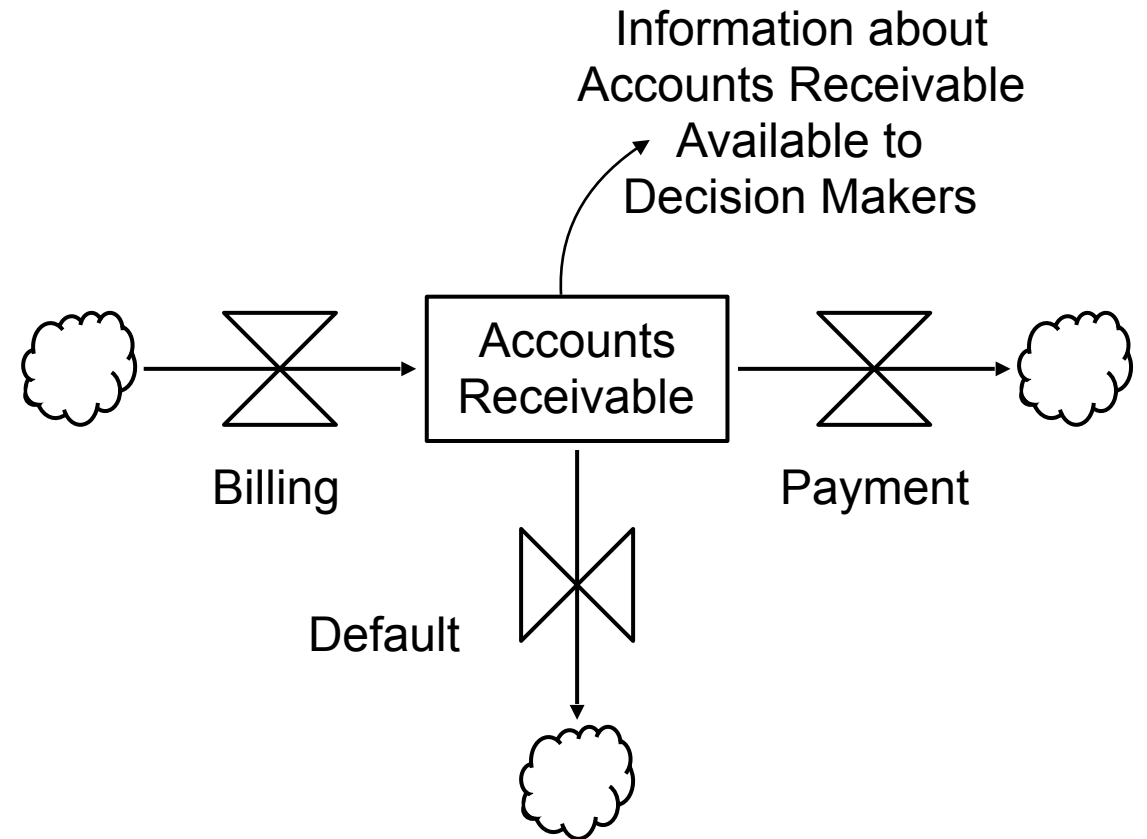 Information about
Accounts Receivable
Available to
Decision Makers
Accounts
Receivable
Billing
Payment
Default